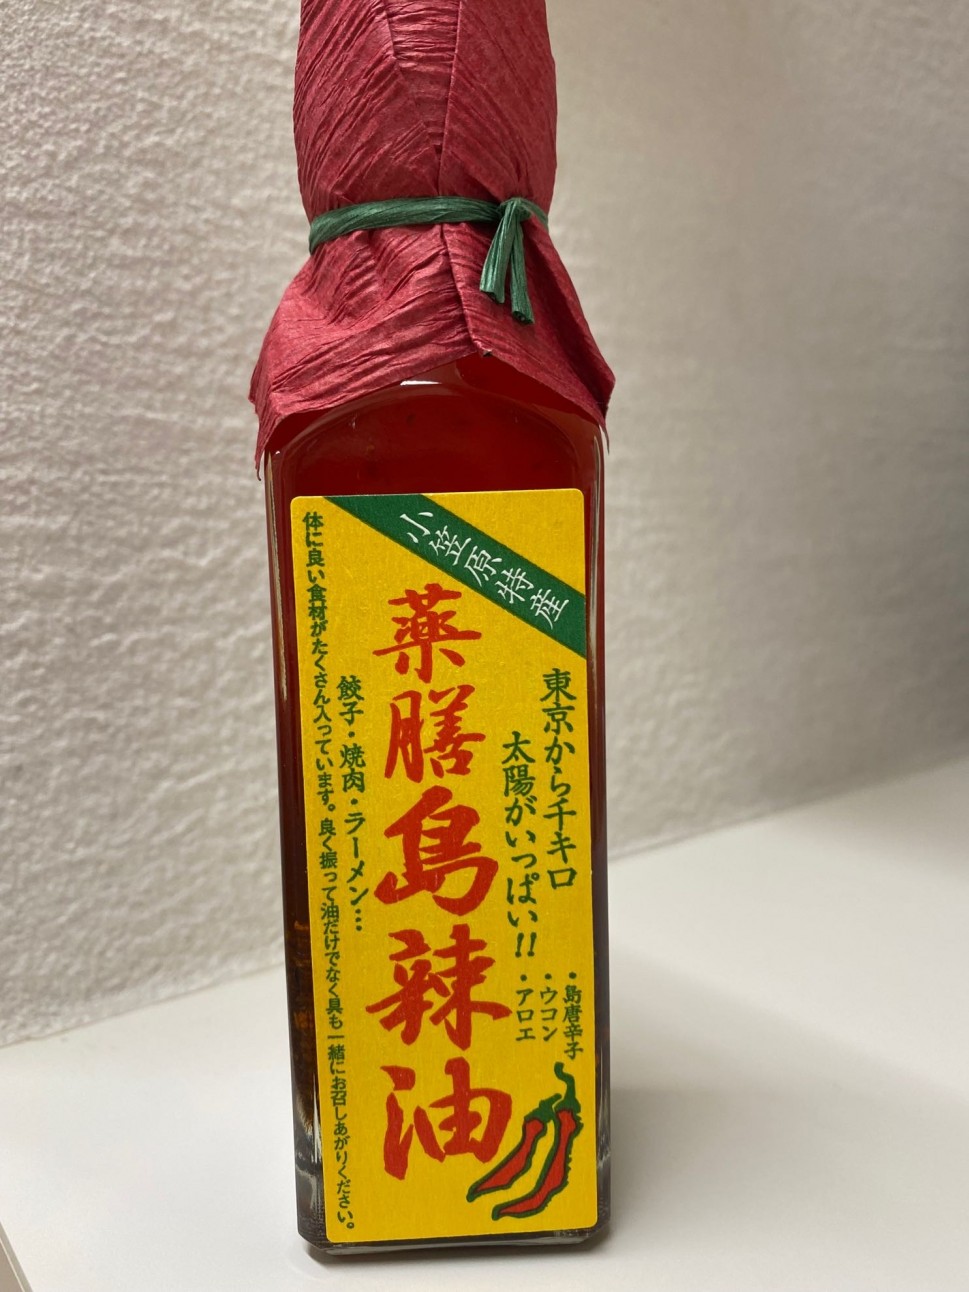 小笠原特産
東京から千キロ
太陽がいっぱい!!
・島唐辛子
・ウコン
・アロエ
薬膳島辣油
餃子・焼肉・ラーメン…
体に良い食材がたくさん入っています。良く振って油だけでなく具も一緒にお召しあがりください。